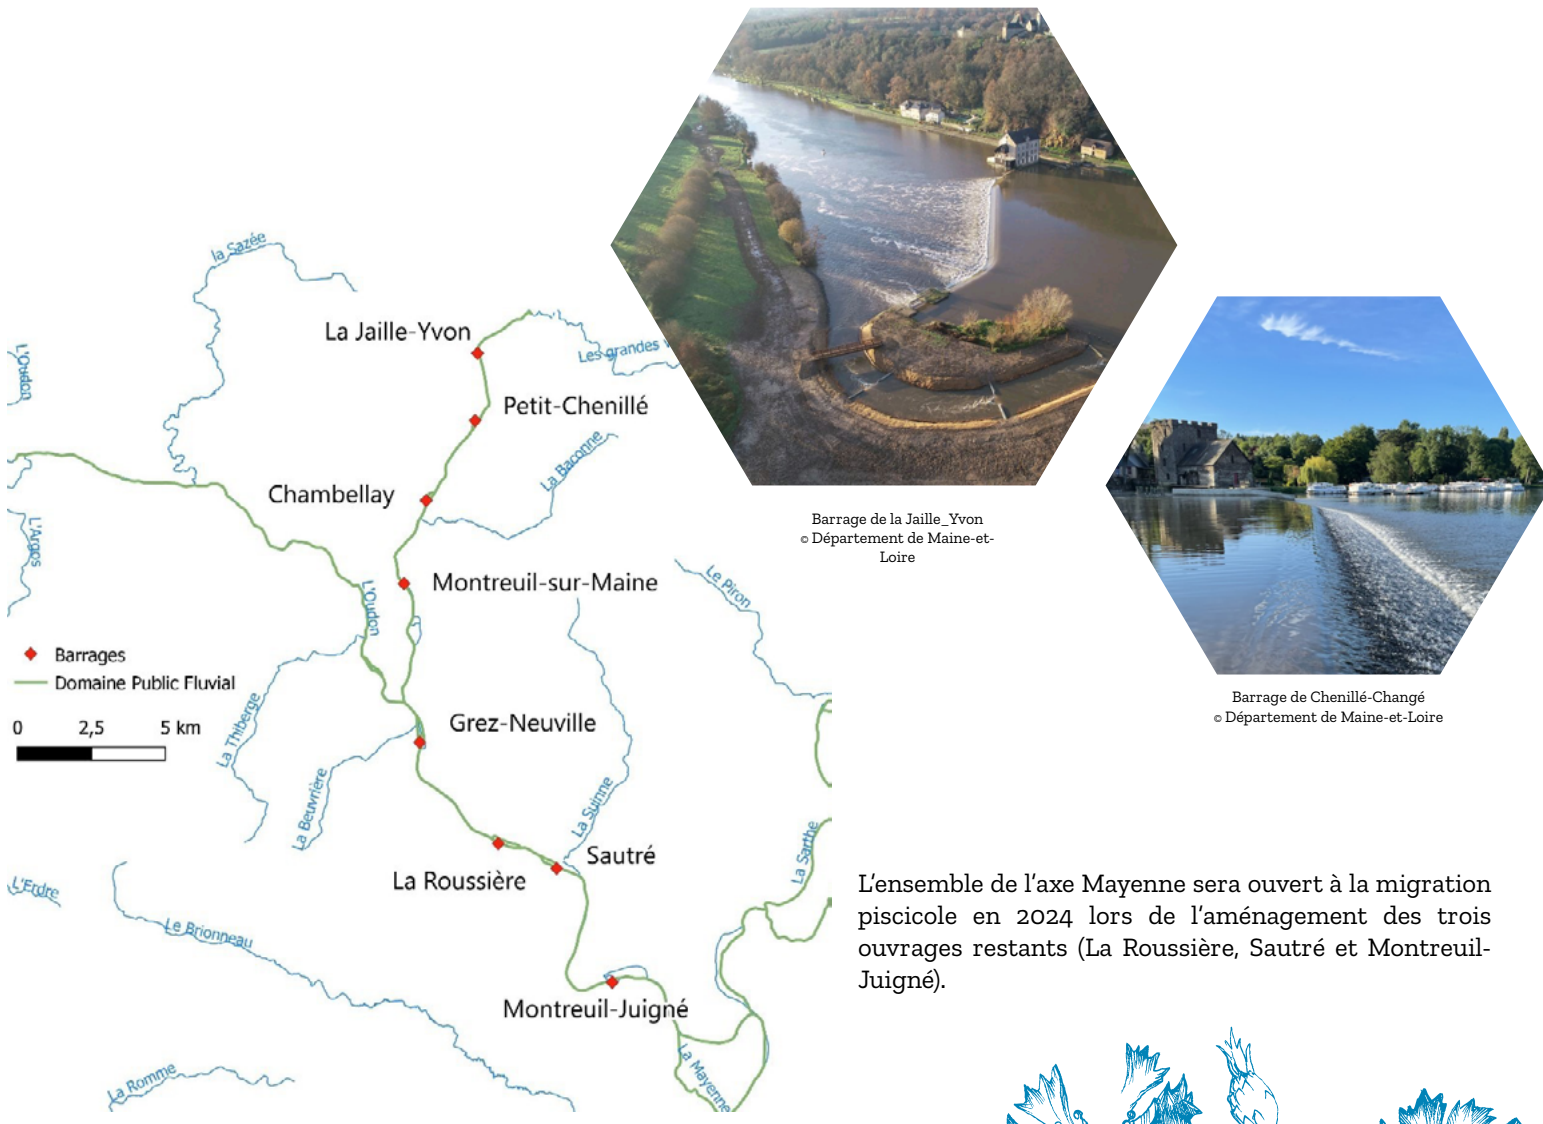 la Sazée
La Jaille-Yvon
L'Oudon
Les grandes
Petit-Chenillé
La Baconne
Chambellay
L'Argos
Montreuil-sur-Maine
L'Oudon
Le Piron
Barrages
Domaine Public Fluvial
0 2,5 5 km
La Thiberge
Grez-Neuville
La Beuvrière
La Suinne
Sautré
La Roussière
La Sarthe
L'Erdre
Le Brionneau
Montreuil-Juigné
La Mayenne
La Romme
Barrage de la Jaille_Yvon
© Département de Maine-et-
Loire
Barrage de Chenillé-Changé
© Département de Maine-et-Loire
L'ensemble de l'axe Mayenne sera ouvert à la migration
piscicole en 2024 lors de l'aménagement des trois
ouvrages restants (La Roussière, Sautré et Montreuil-
Juigné).